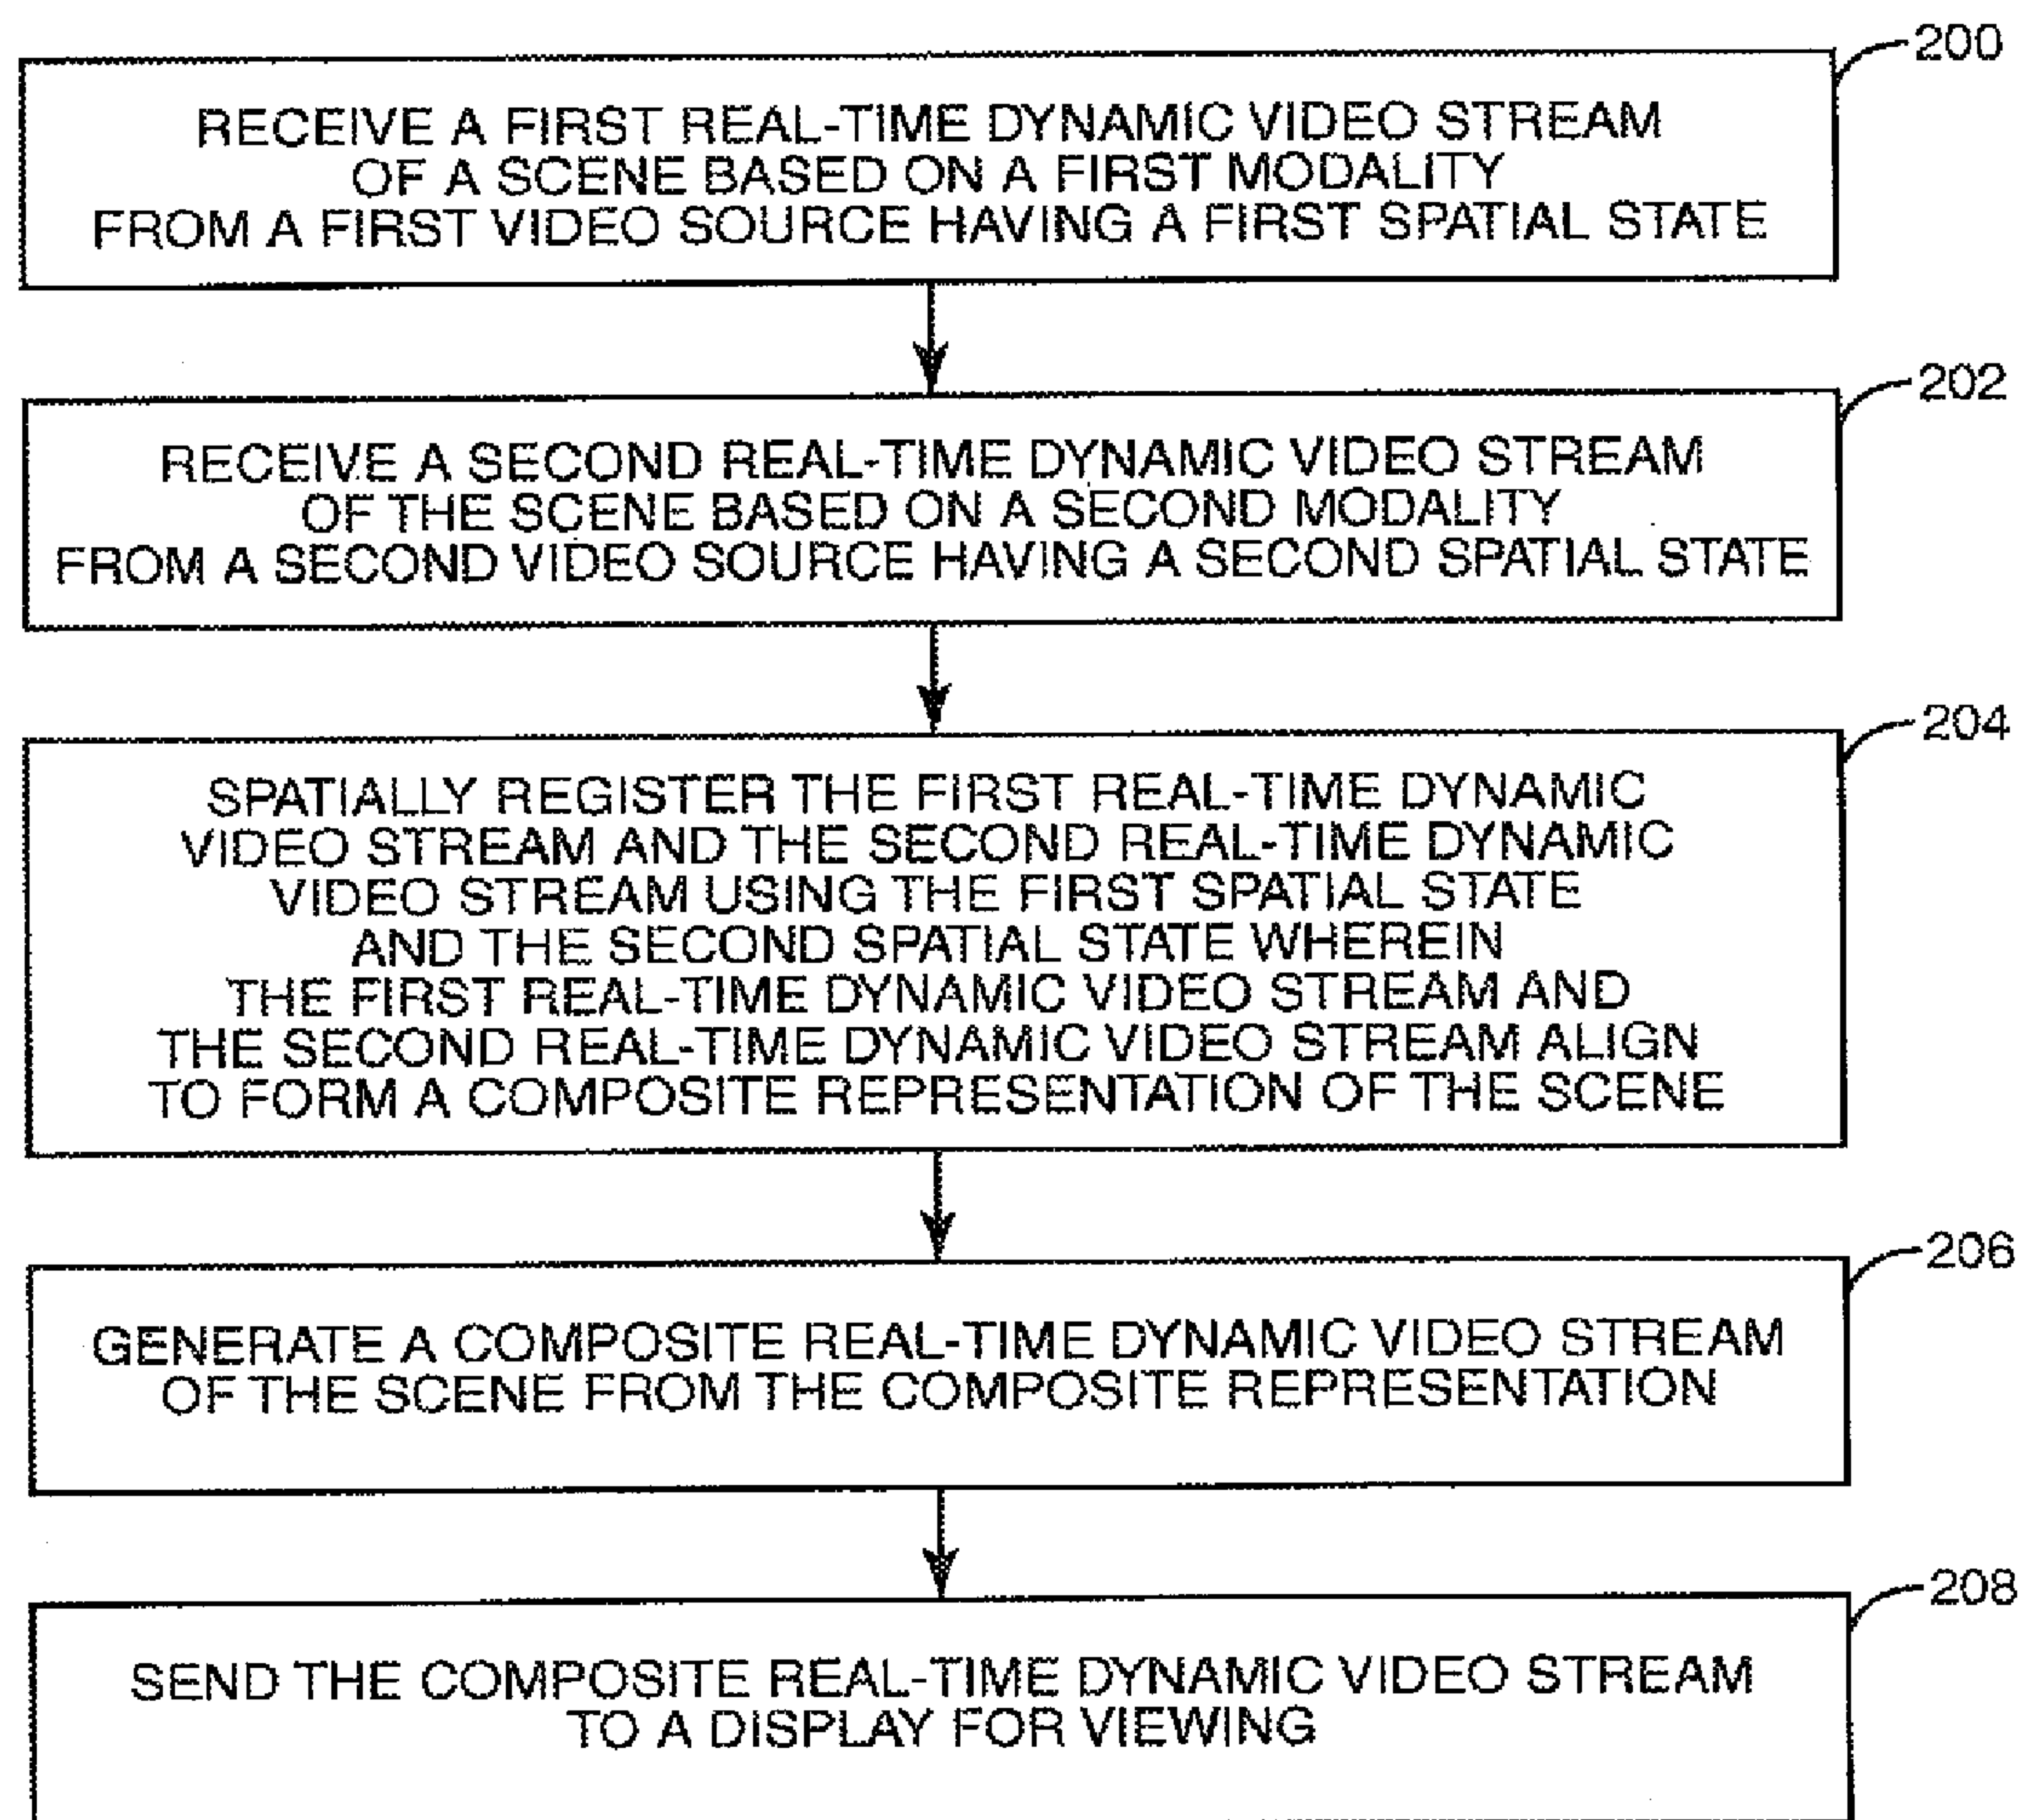 200
RECEIVE A FIRST REAL-TIME DYNAMIC VIDEO STREAM
OF A SCENE BASED ON A FIRST MODALITY
FROM A FIRST VIDEO SOURCE HAVING A FIRST SPATIAL STATE
202
RECEIVE A SECOND REAL-TIME DYNAMIC VIDEO STREAM
OF THE SCENE BASED ON A SECOND MODALITY
FROM A SECOND VIDEO SOURCE HAVING A SECOND SPATIAL STATE
204
SPATIALLY REGISTER THE FIRST REAL-TIME DYNAMIC
VIDEO STREAM AND THE SECOND REAL-TIME DYNAMIC
VIDEO STREAM USING THE FIRST SPATIAL STATE
AND THE SECOND SPATIAL STATE WHEREIN
THE FIRST REAL-TIME DYNAMIC VIDEO STREAM AND
THE SECOND REAL-TIME DYNAMIC VIDEO STREAM ALIGN
TO FORM A COMPOSITE REPRESENTATION OF THE SCENE
206
GENERATE A COMPOSITE REAL-TIME DYNAMIC VIDEO STREAM
OF THE SCENE FROM THE COMPOSITE REPRESENTATION
208
SEND THE COMPOSITE REAL-TIME DYNAMIC VIDEO STREAM
TO A DISPLAY FOR VIEWING